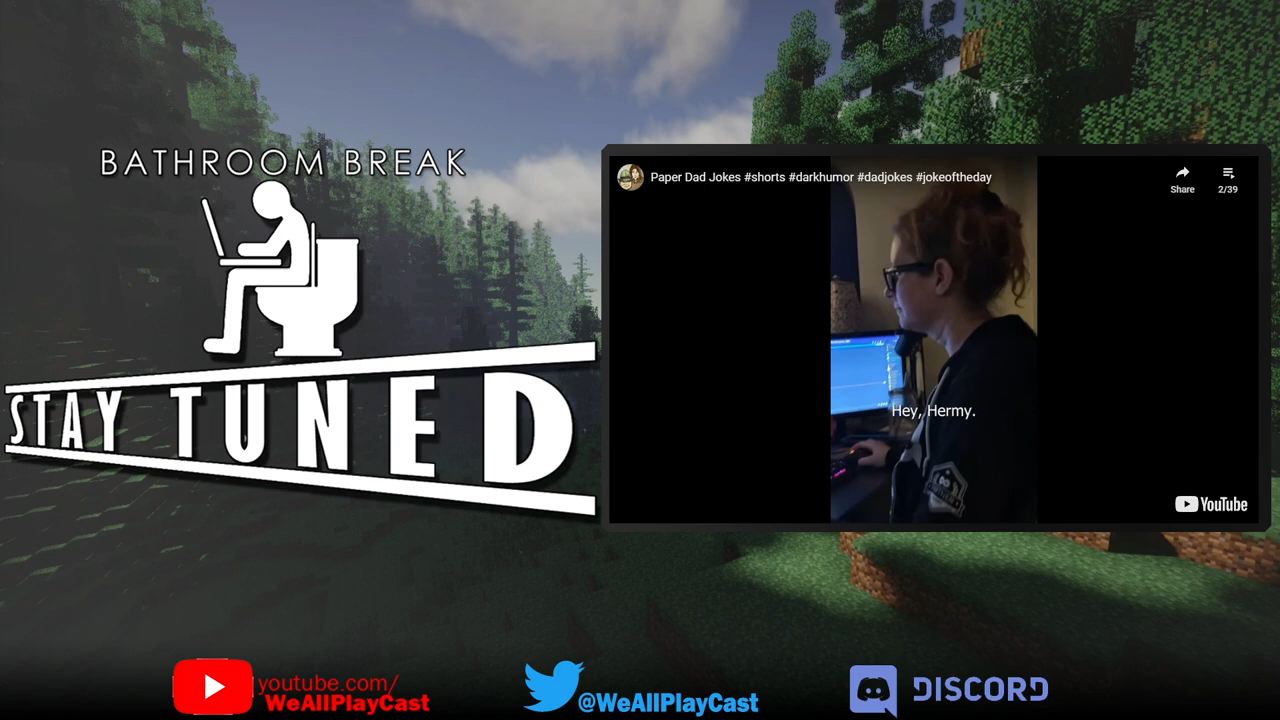 BATHROOM BREAK
STAY TUNED
Paper Dad Jokes #shorts #darkhumor #dadjokes #jokeoftheday
Share
2/39
Hey, Hermy.
YouTube
youtube.com/
WeAllPlayCast
@WeAllPlayCast
DISCORD